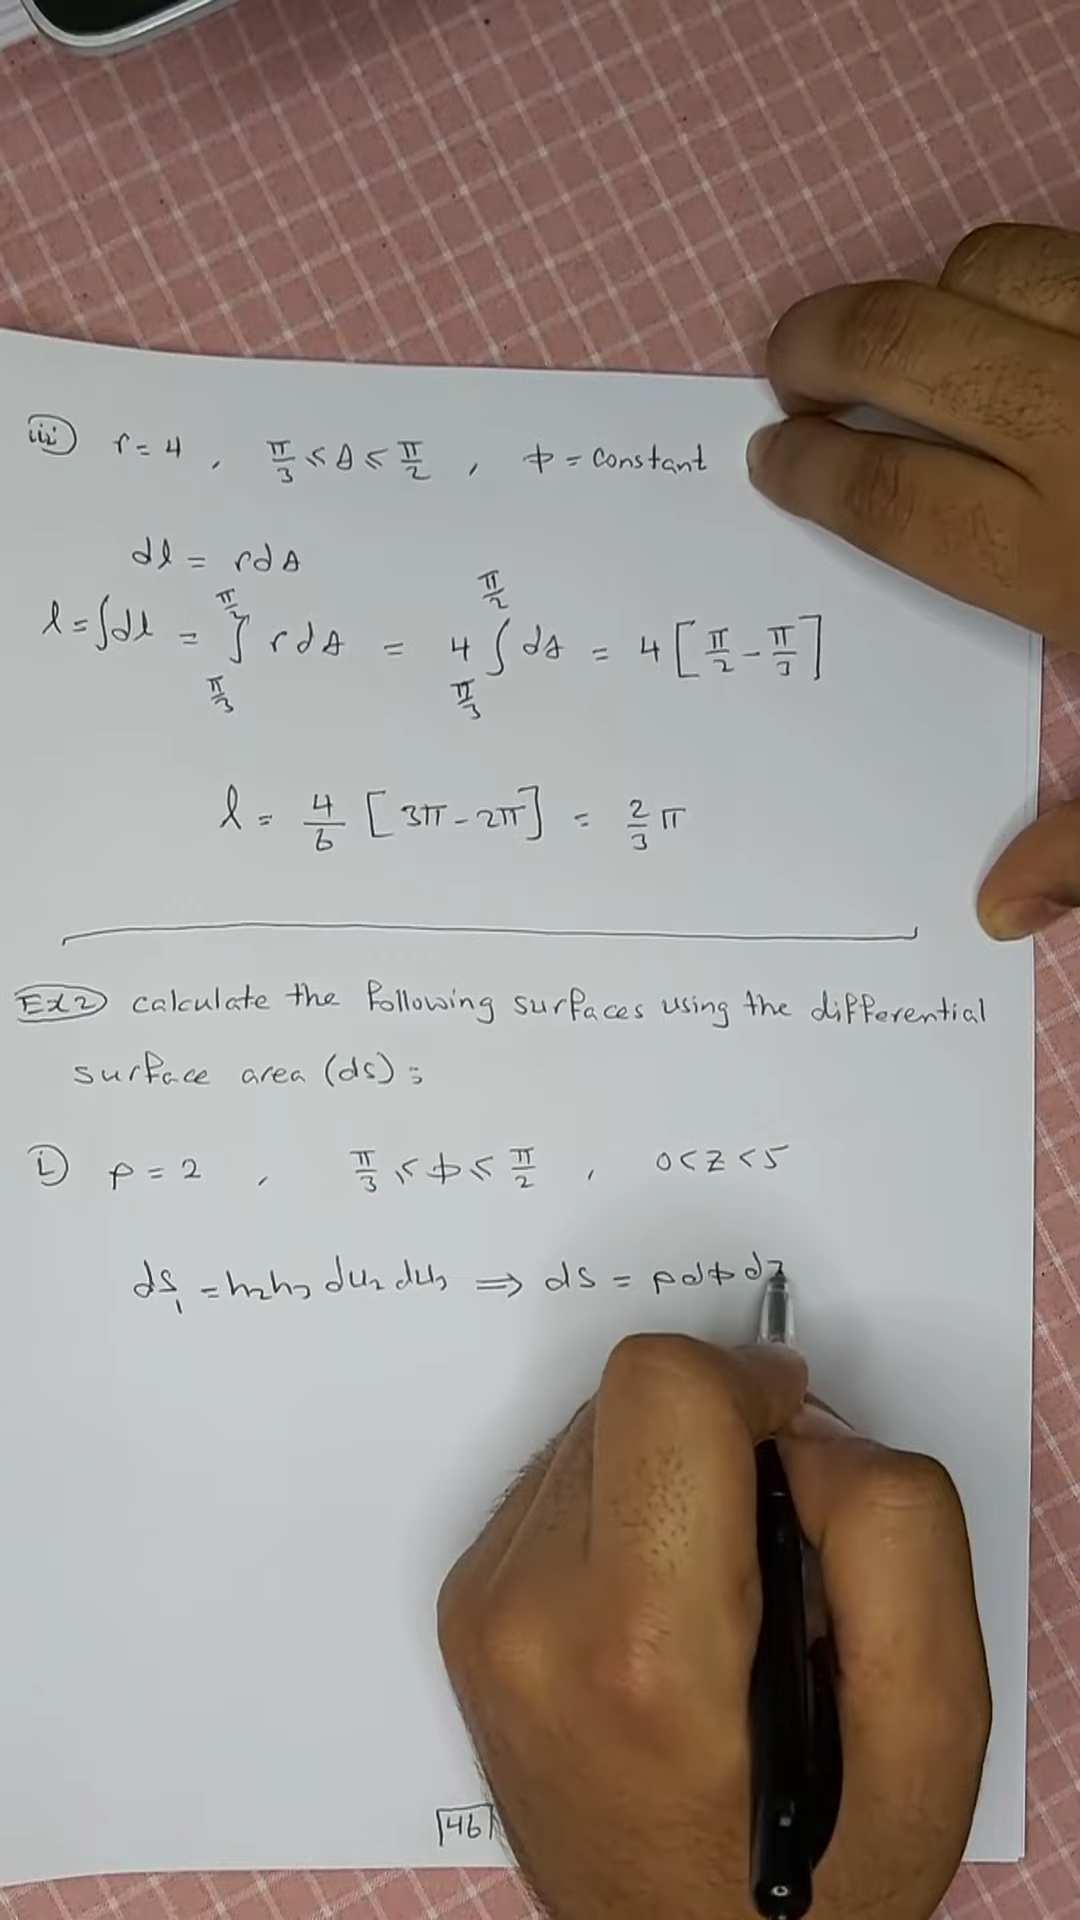 iii) r = 4 , π/3 ≤ θ ≤ π/2 , ϕ = constant
dl = r dθ
l = ∫dl = ∫_{π/3}^{π/2} r dθ = 4 ∫_{π/3}^{π/2} dθ = 4 [π/2 - π/3]
l = 4/6 [3π - 2π] = 2/3 π
Ex2 calculate the following surfaces using the differential
surface area (ds) :
i) ρ = 2 , π/3 ≤ ϕ ≤ π/2 , 0 < z < 5
ds₁ = h₂h₃ du₂ du₃ ⇒ ds = ρ dϕ dz
46